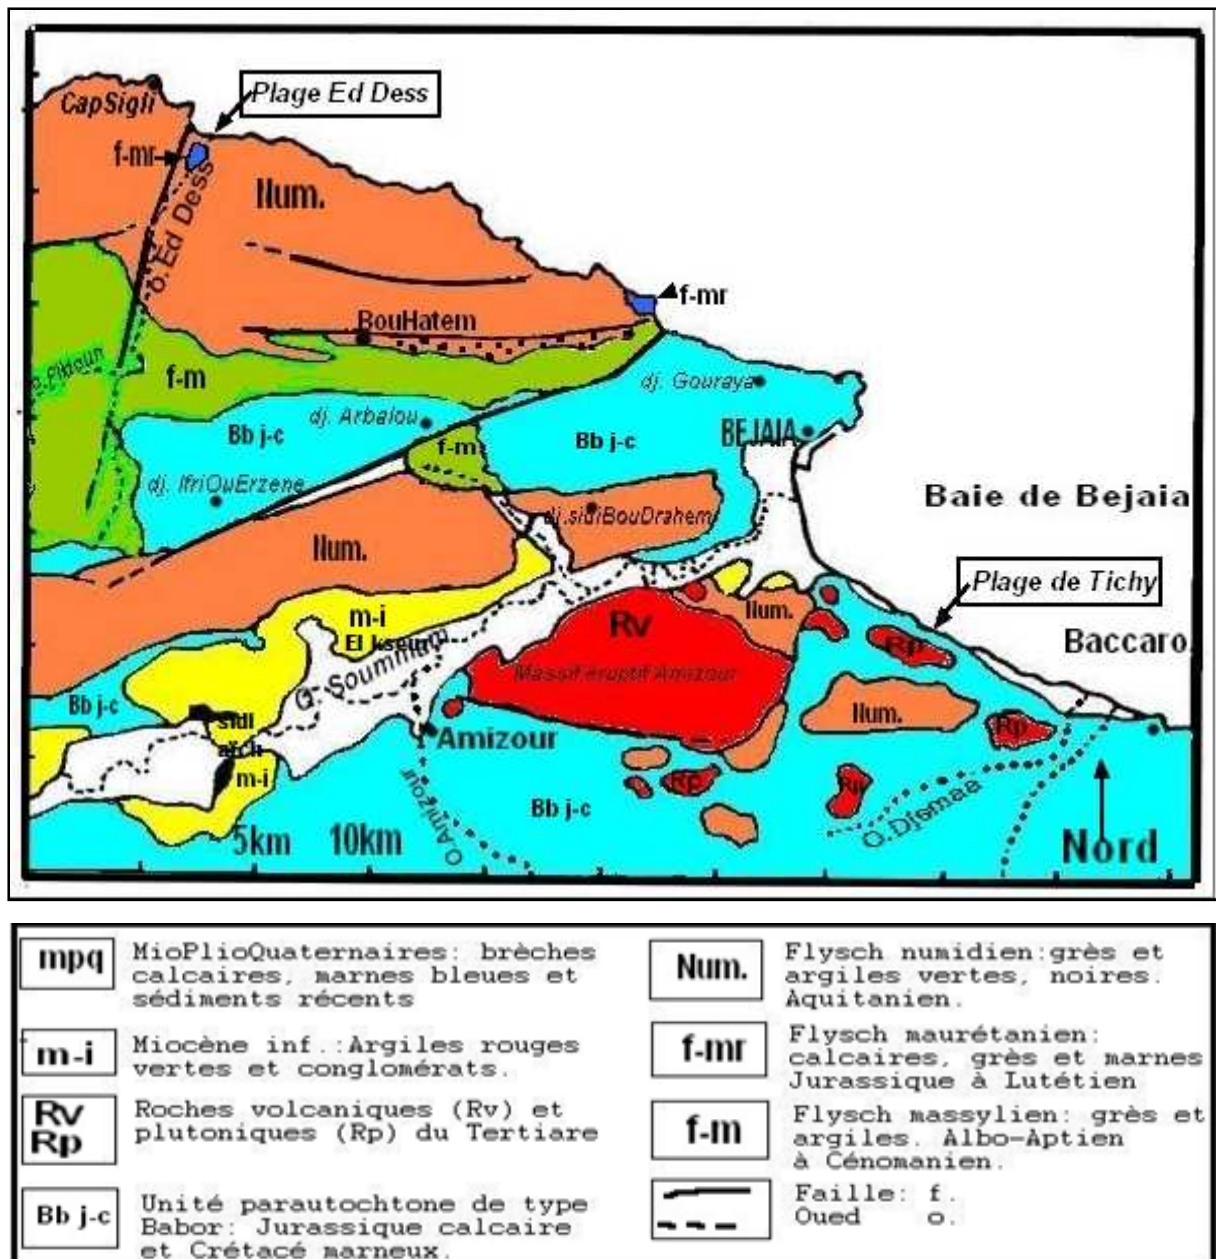 Plage Ed Dess
CapSigli
f-mr
o.Ed Dess
Num.
f-mr
BouHatem
f-m
dj. Gouraya
dj. Arbalou
Bb j-c
Bb j-c
BEJAIA
f-m
dj. IfriOuErzene
Baie de Bejaia
dj.sidiBouDrahem
Num.
Plage de Tichy
m-i
Rv
Num.
El kseur
Baccaro
Rp
O. Soummam
Massif éruptif Amizour
Bb j-c
Num.
sidi
aïch
Amizour
Rp
m-i
Rp
Bb j-c
O.Amizour
O.Djemaa
5km 10km
Nord
mpq
MioPlioQuaternaires: brèches
calcaires, marnes bleues et
sédiments récents
m-i
Miocène inf.:Argiles rouges
vertes et conglomérats.
Rv
Rp
Roches volcaniques (Rv) et
plutoniques (Rp) du Tertiare
Bb j-c
Unité parautochtone de type
Babor: Jurassique calcaire
et Crétacé marneux.
Num.
Flysch numidien:grès et
argiles vertes, noires.
Aquitanien.
f-mr
Flysch maurétanien:
calcaires, grès et marnes
Jurassique à Lutétien
f-m
Flysch massylien: grès et
argiles. Albo-Aptien
à Cénomanien.
Faille: f.
Oued o.